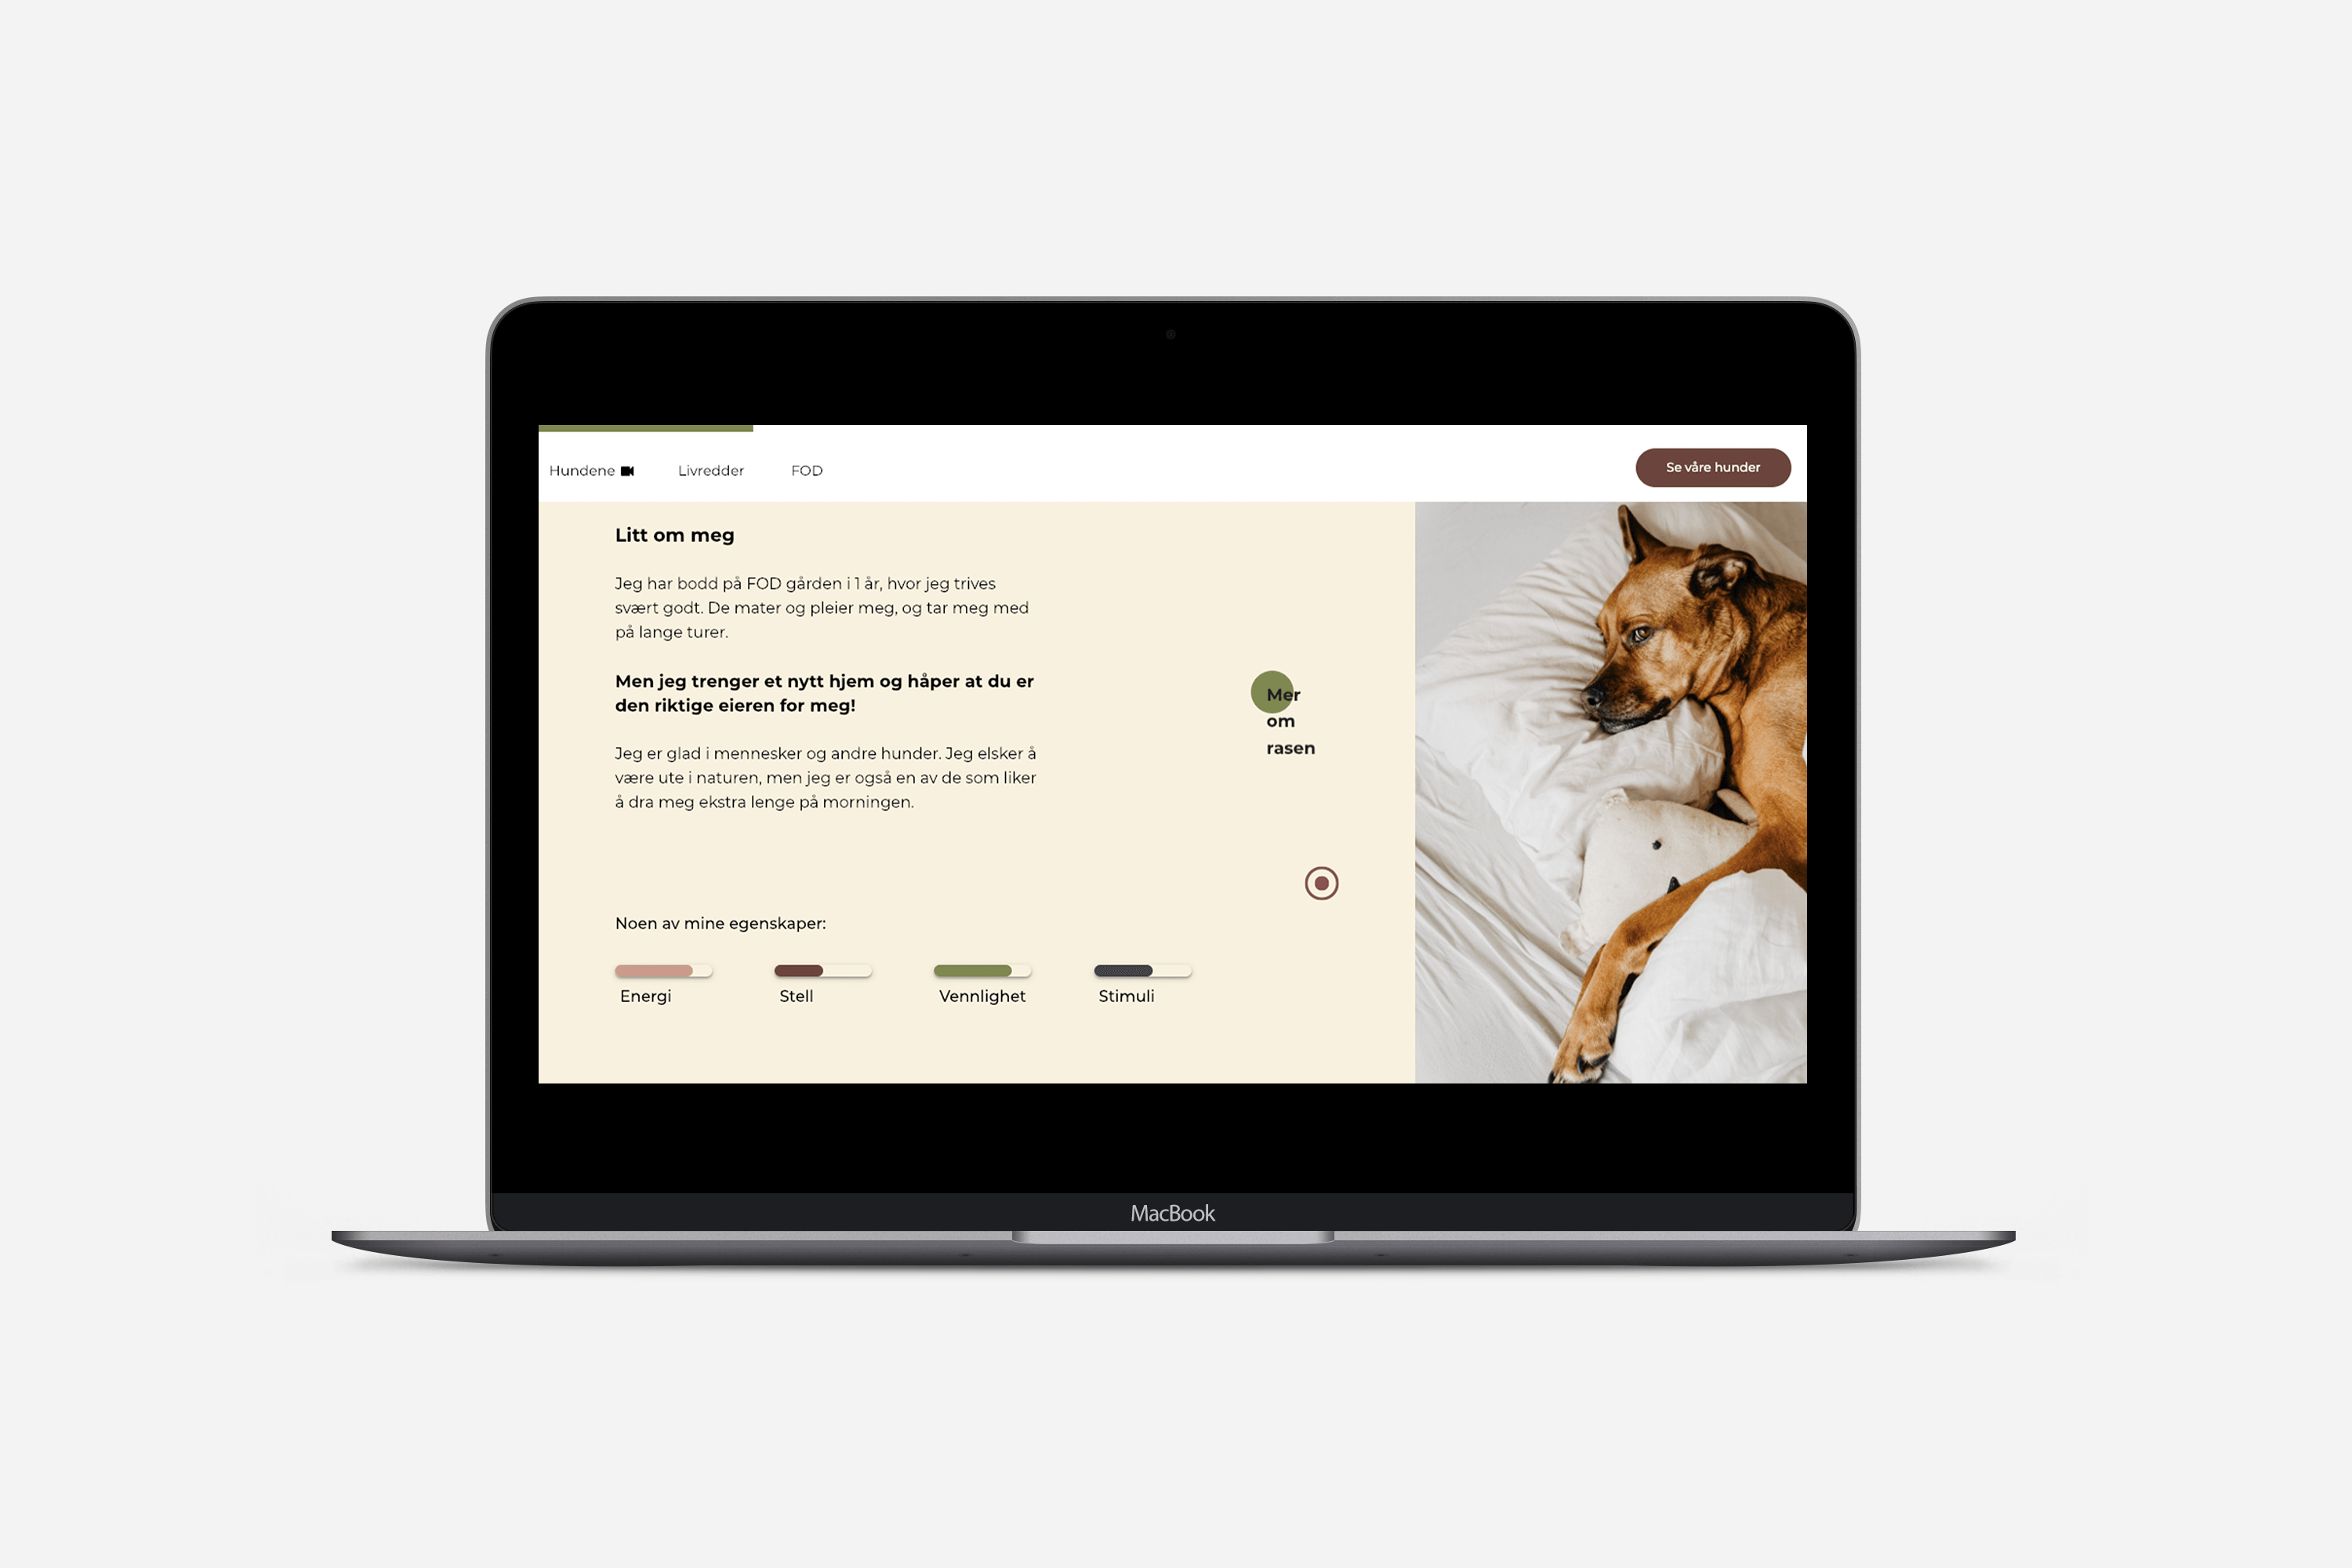 Hundene
Livredder
FOD
Se våre hunder
Litt om meg
Jeg har bodd på FOD gården i 1 år, hvor jeg trives
svært godt. De mater og pleier meg, og tar meg med
på lange turer.
Men jeg trenger et nytt hjem og håper at du er
den riktige eieren for meg!
Jeg er glad i mennesker og andre hunder. Jeg elsker å
være ute i naturen, men jeg er også en av de som liker
å dra meg ekstra lenge på morningen.
Mer
om
rasen
Noen av mine egenskaper:
Energi
Stell
Vennlighet
Stimuli
MacBook